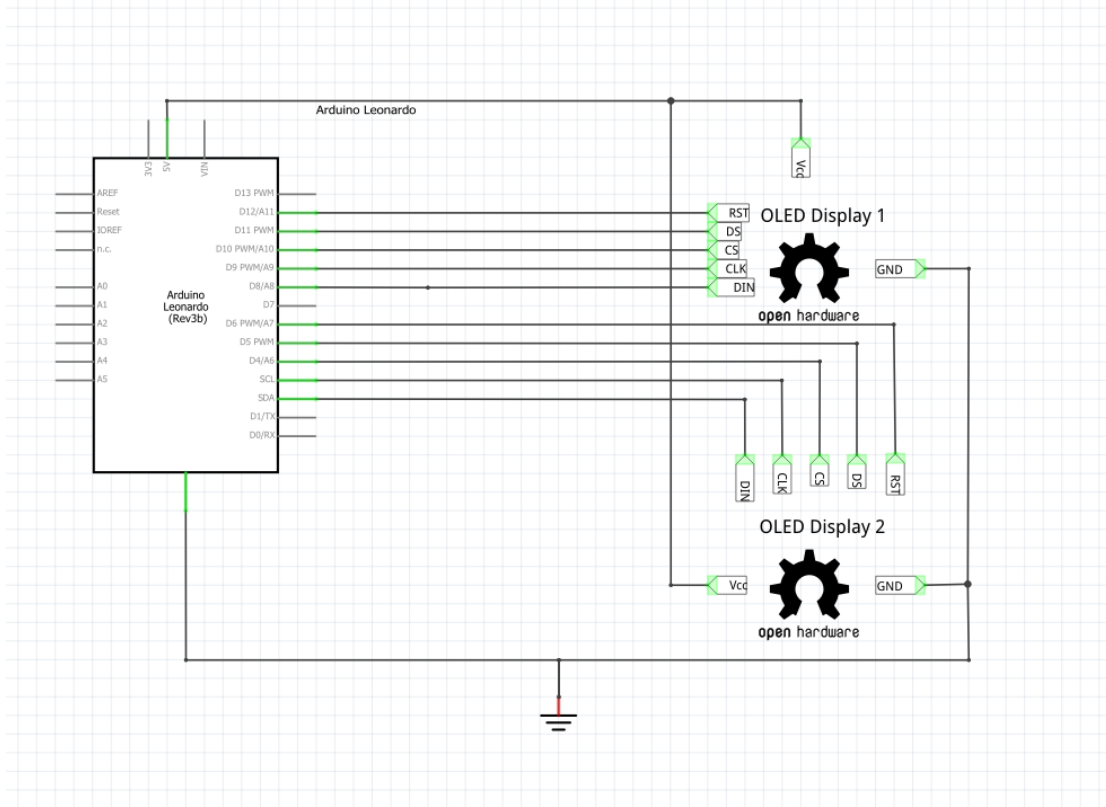 Arduino Leonardo
3V3
5V
VIN
AREF
Reset
IOREF
n.c.
A0
A1
A2
A3
A4
A5
Arduino
Leonardo
(Rev3b)
D13 PWM
D12/A11
D11 PWM
D10 PWM/A10
D9 PWM/A9
D8/A8
D7
D6 PWM/A7
D5 PWM
D4/A6
SCL
SDA
D1/TX
D0/RX
Vcc
RST
DS
CS
CLK
DIN
OLED Display 1
GND
open hardware
DIN
CLK
CS
DS
RST
OLED Display 2
Vcc
GND
open hardware